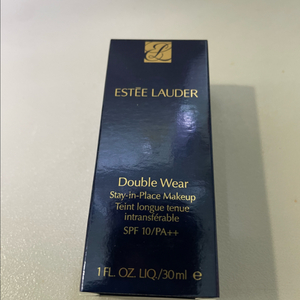 ESTĒE LAUDER
Double Wear
Stay-in-Place Makeup
Teint longue tenue
intransférable
SPF 10/PA++
1 FL. OZ. LIQ./30 ml e